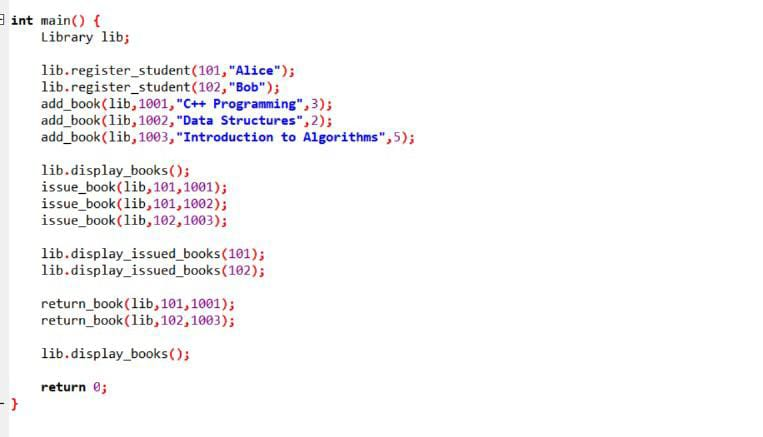 int main() {
Library lib;
lib.register_student(101,"Alice");
lib.register_student(102,"Bob");
add_book(lib,1001,"C++ Programming",3);
add_book(lib,1002,"Data Structures",2);
add_book(lib,1003,"Introduction to Algorithms",5);
lib.display_books();
issue_book(lib,101,1001);
issue_book(lib,101,1002);
issue_book(lib,102,1003);
lib.display_issued_books(101);
lib.display_issued_books(102);
return_book(lib,101,1001);
return_book(lib,102,1003);
lib.display_books();
return 0;
}